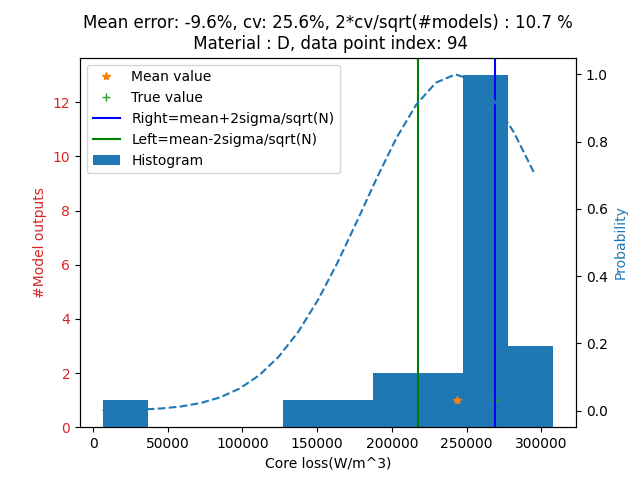 Mean error: -9.6%, cv: 25.6%, 2*cv/sqrt(#models) : 10.7 %
Material : D, data point index: 94
Mean value
True value
Right=mean+2sigma/sqrt(N)
Left=mean-2sigma/sqrt(N)
Histogram
#Model outputs
12
10
8
6
4
2
0
Probability
1.0
0.8
0.6
0.4
0.2
0.0
0 50000 100000 150000 200000 250000 300000
Core loss(W/m^3)